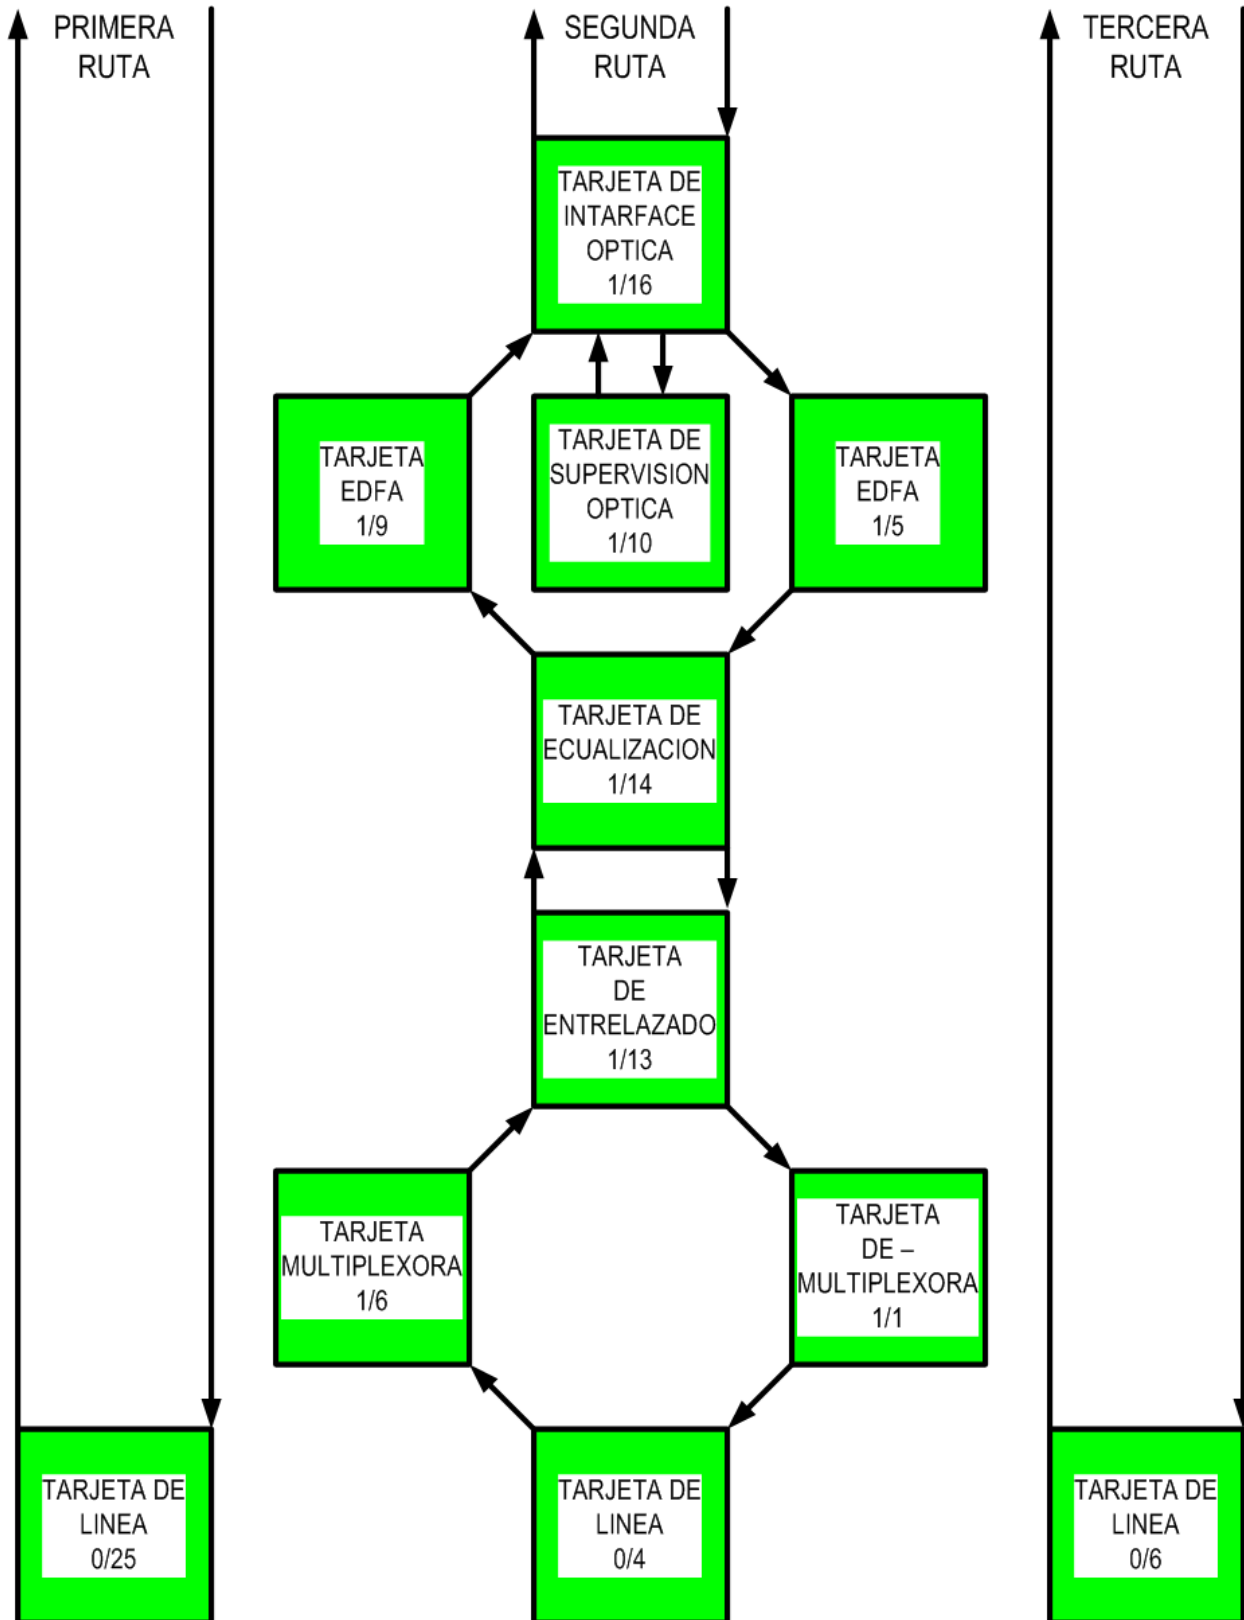 PRIMERA
RUTA
SEGUNDA
RUTA
TERCERA
RUTA
TARJETA DE
INTARFACE
OPTICA
1/16
TARJETA
EDFA
1/9
TARJETA DE
SUPERVISION
OPTICA
1/10
TARJETA
EDFA
1/5
TARJETA DE
ECUALIZACION
1/14
TARJETA
DE
ENTRELAZADO
1/13
TARJETA
MULTIPLEXORA
1/6
TARJETA
DE –
MULTIPLEXORA
1/1
TARJETA DE
LINEA
0/25
TARJETA DE
LINEA
0/4
TARJETA DE
LINEA
0/6